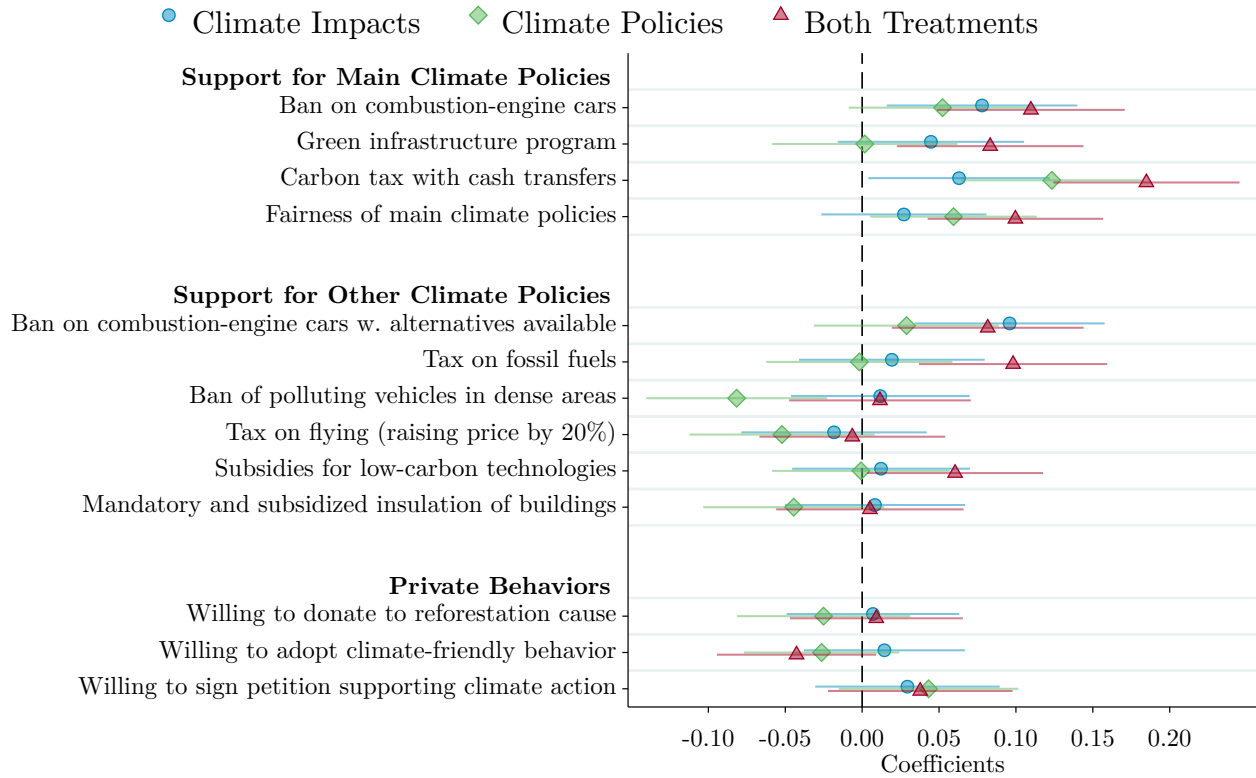 Climate Impacts Climate Policies Both Treatments
Support for Main Climate Policies
Ban on combustion-engine cars
Green infrastructure program
Carbon tax with cash transfers
Fairness of main climate policies
Support for Other Climate Policies
Ban on combustion-engine cars w. alternatives available
Tax on fossil fuels
Ban of polluting vehicles in dense areas
Tax on flying (raising price by 20%)
Subsidies for low-carbon technologies
Mandatory and subsidized insulation of buildings
Private Behaviors
Willing to donate to reforestation cause
Willing to adopt climate-friendly behavior
Willing to sign petition supporting climate action
-0.10 -0.05 0.00 0.05 0.10 0.15 0.20
Coefficients